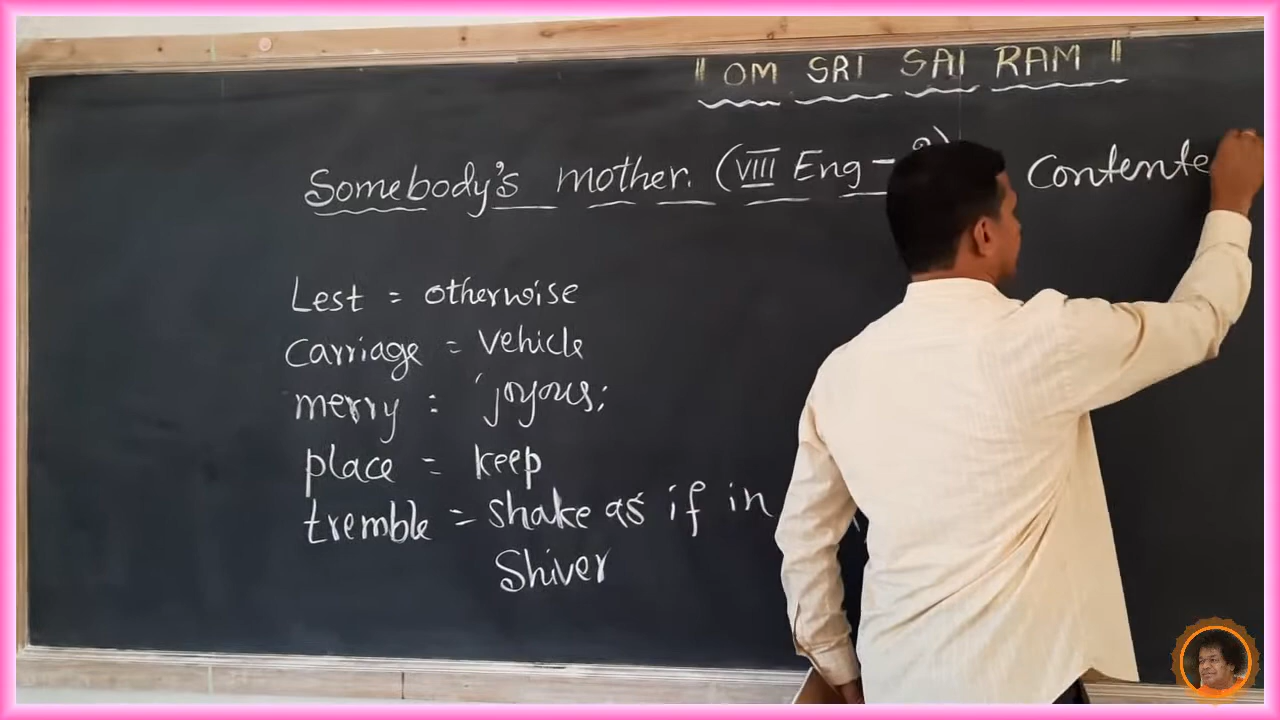 " OM SRI SAI RAM "
Somebody's mother. (VIII Eng - 2) Contente
Lest = otherwise
Carriage = Vehicle
merry : joyous;
place = keep
tremble = shake as if in
Shiver